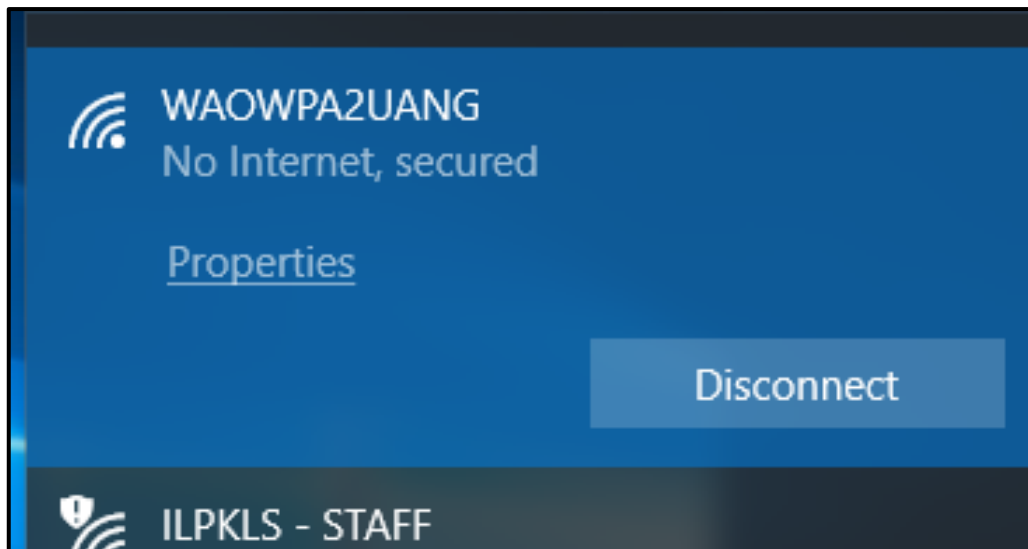 WAOWPA2UANG
No Internet, secured
Properties
Disconnect
ILPKLS - STAFF